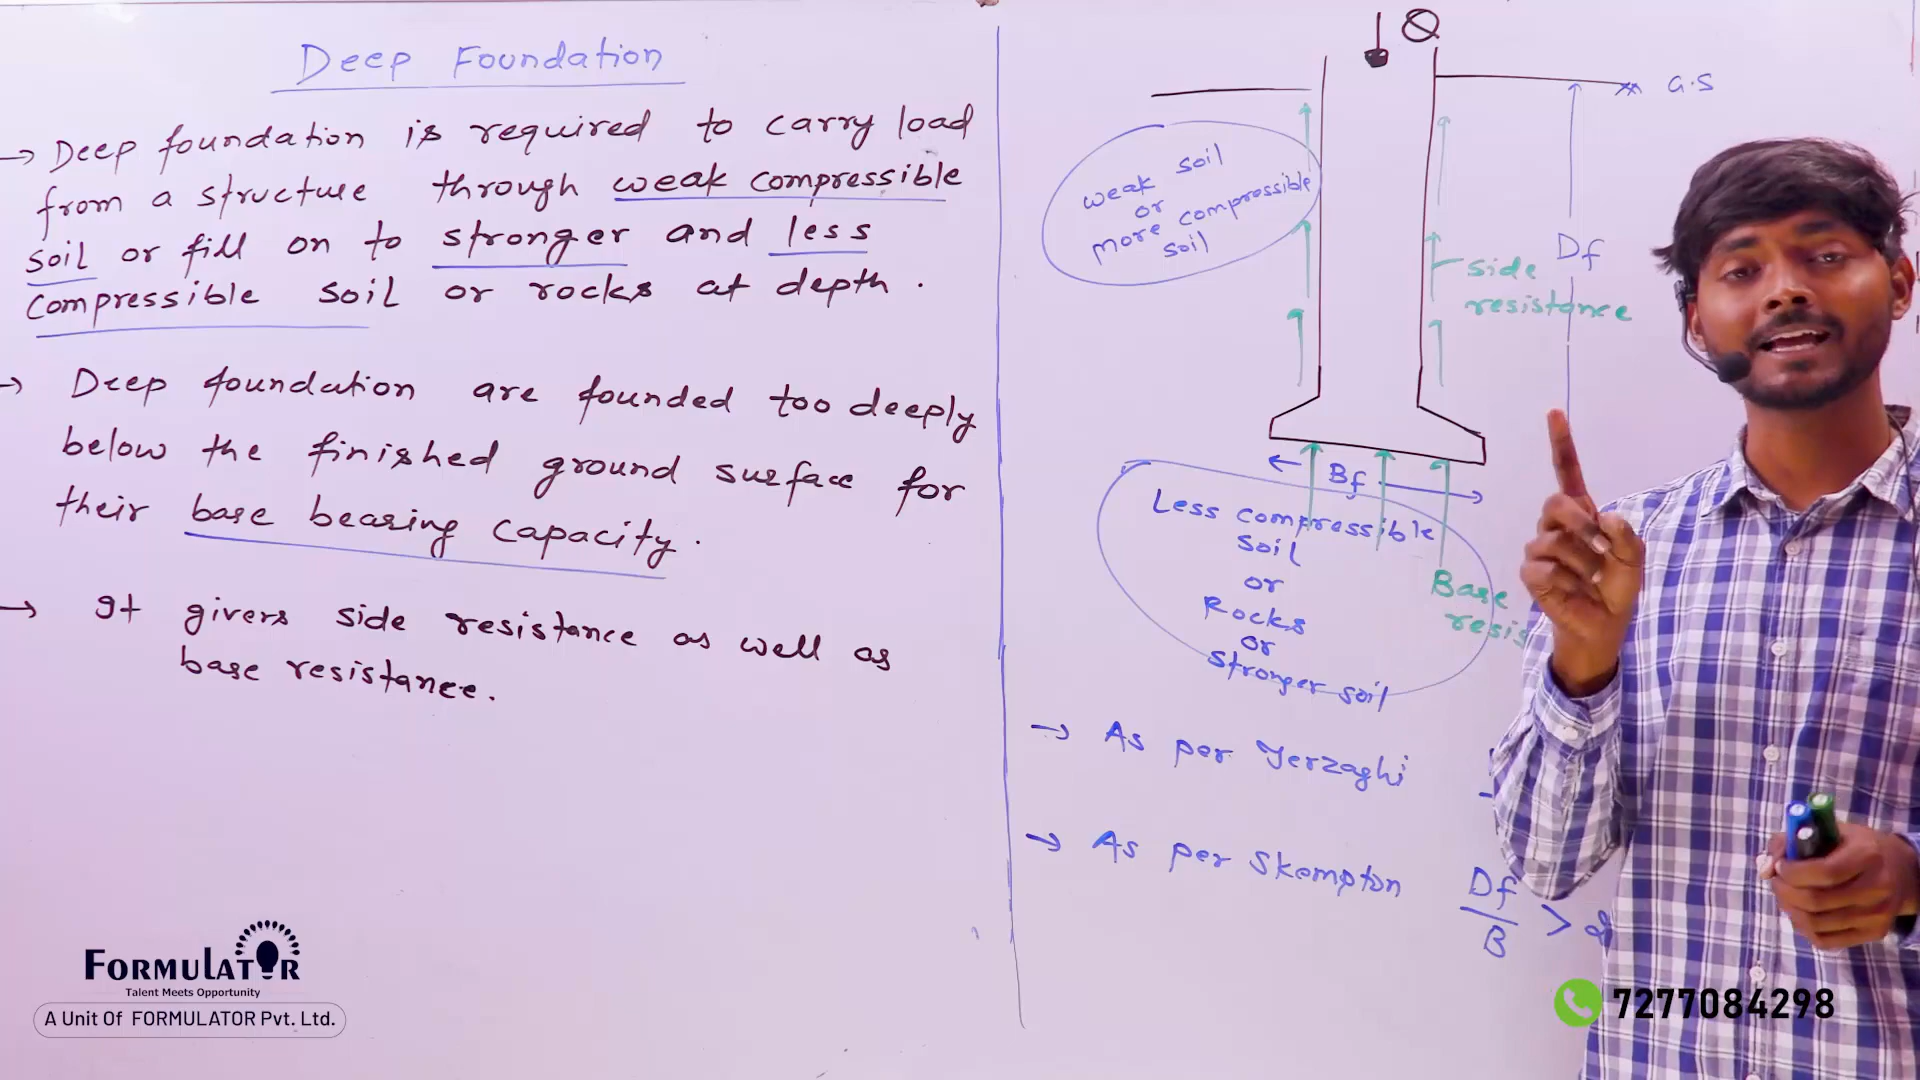 Deep Foundation
→ Deep foundation is required to carry load
from a structure through weak compressible
soil or fill on to stronger and less
compressible soil or rocks at depth.
→ Deep foundation are founded too deeply
below the finished ground surface for
their base bearing capacity.
→ It givers side resistance as well as
base resistance.
Q
G.S
weak soil
or
more compressible
soil
Df
side
resistance
Bf
Less compressible
soil
or
Rocks
or
Stronger soil
Base
→ As per Terzaghi
→ As per Skempton Df/B >
FORMULATOR
Talent Meets Opportunity
A Unit Of FORMULATOR Pvt. Ltd.
7277084298